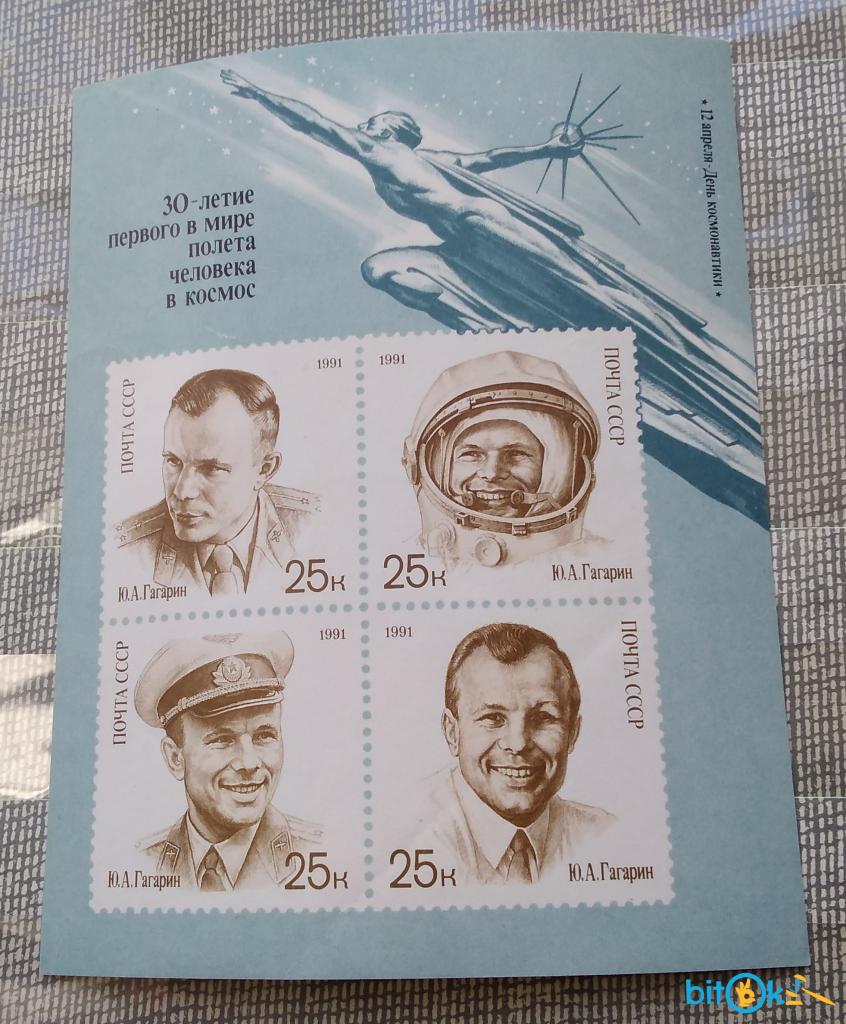 30-летие
первого в мире
полета
человека
в космос
* 12 апреля-День космонавтики *
1991
ПОЧТА СССР
Ю.А.Гагарин
25к
1991
ПОЧТА СССР
25к
Ю.А.Гагарин
1991
ПОЧТА СССР
Ю.А.Гагарин
25к
1991
ПОЧТА СССР
25к
Ю.А.Гагарин
bitOk